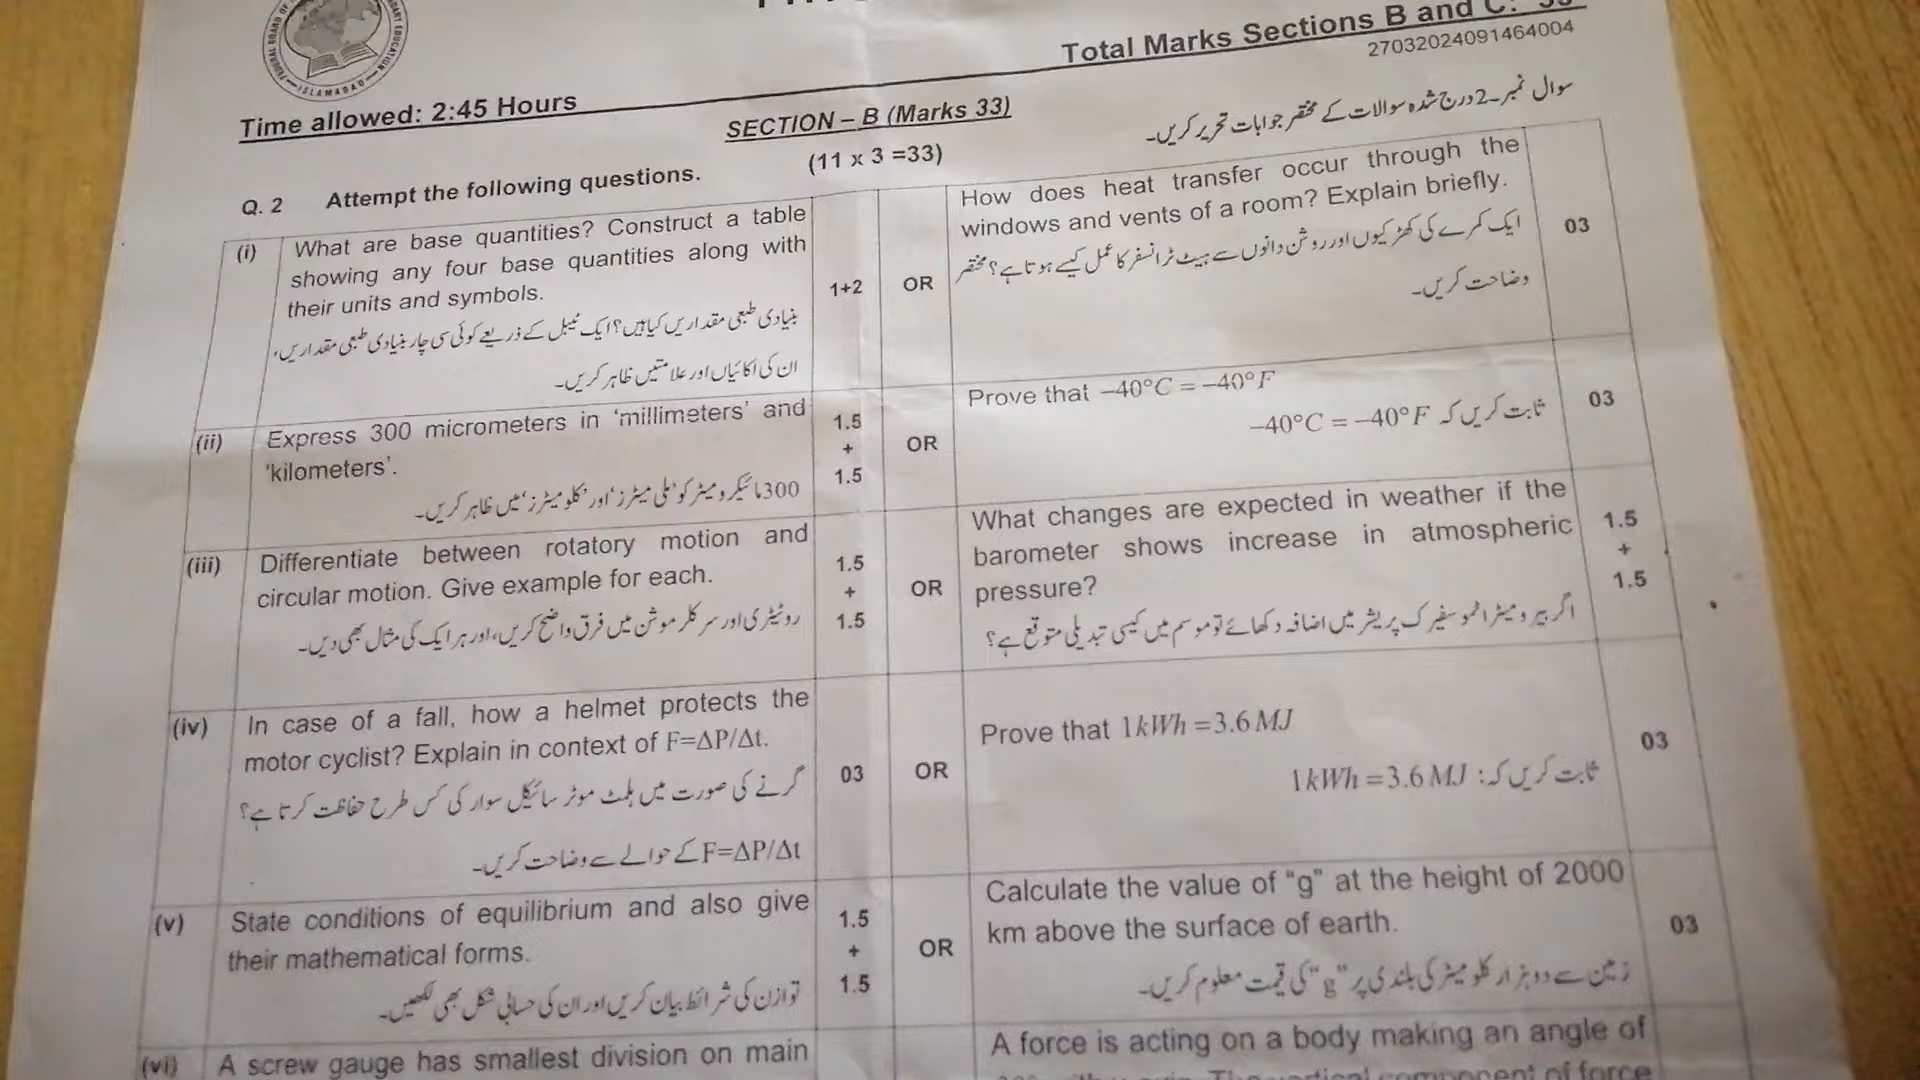 Total Marks Sections B and C:
27032024091464004
ISLAMABAD
Time allowed: 2:45 Hours
SECTION – B (Marks 33)
(11 x 3 =33)
سوال نمبر۔2 درج شدہ سوالات کے مختصر جوابات تحریر کریں۔
Q. 2 Attempt the following questions.
(i)
What are base quantities? Construct a table
showing any four base quantities along with
their units and symbols.
بنیادی طبعی مقداریں کیا ہیں؟ ایک ٹیبل کے ذریعے کوئی سی چار بنیادی طبعی مقداریں،
ان کی اکائیاں اور علامتیں ظاہر کریں۔
1+2
OR
How does heat transfer occur through the
windows and vents of a room? Explain briefly.
ایک کمرے کی کھڑکیوں اور روشن دانوں سے ہیٹ ٹرانسفر کا عمل کیسے ہوتا ہے؟ مختصر
وضاحت کریں۔
03
(ii)
Express 300 micrometers in ‘millimeters’ and
‘kilometers’.
300 مائیکرو میٹر کو ‘ملی میٹرز’ اور ‘کلو میٹرز’ میں ظاہر کریں۔
1.5
+
1.5
OR
Prove that –40°C = –40°F
ثابت کریں کہ –40°C = –40°F
03
(iii)
Differentiate between rotatory motion and
circular motion. Give example for each.
روٹیٹری اور سرکلر موشن میں فرق واضح کریں، اور ہر ایک کی مثال بھی دیں۔
1.5
+
1.5
OR
What changes are expected in weather if the
barometer shows increase in atmospheric
pressure?
اگر بیرومیٹر اٹموسفیرک پریشر میں اضافہ دکھائے تو موسم میں کیسی تبدیلی متوقع ہے؟
1.5
+
1.5
(iv)
In case of a fall, how a helmet protects the
motor cyclist? Explain in context of F=ΔP/Δt.
گرنے کی صورت میں ہلمٹ موٹر سائیکل سوار کی کس طرح حفاظت کرتا ہے؟
F=ΔP/Δt کے حوالے سے وضاحت کریں۔
03
OR
Prove that 1kWh = 3.6 MJ
ثابت کریں کہ: 1kWh = 3.6 MJ
03
(v)
State conditions of equilibrium and also give
their mathematical forms.
توازن کی شرائط بیان کریں اور ان کی حسابی شکل بھی لکھیں۔
1.5
+
1.5
OR
Calculate the value of “g” at the height of 2000
km above the surface of earth.
زمین سے دو ہزار کلو میٹر کی بلندی پر “g” کی قیمت معلوم کریں۔
03
(vi)
A screw gauge has smallest division on main
A force is acting on a body making an angle of
component of force